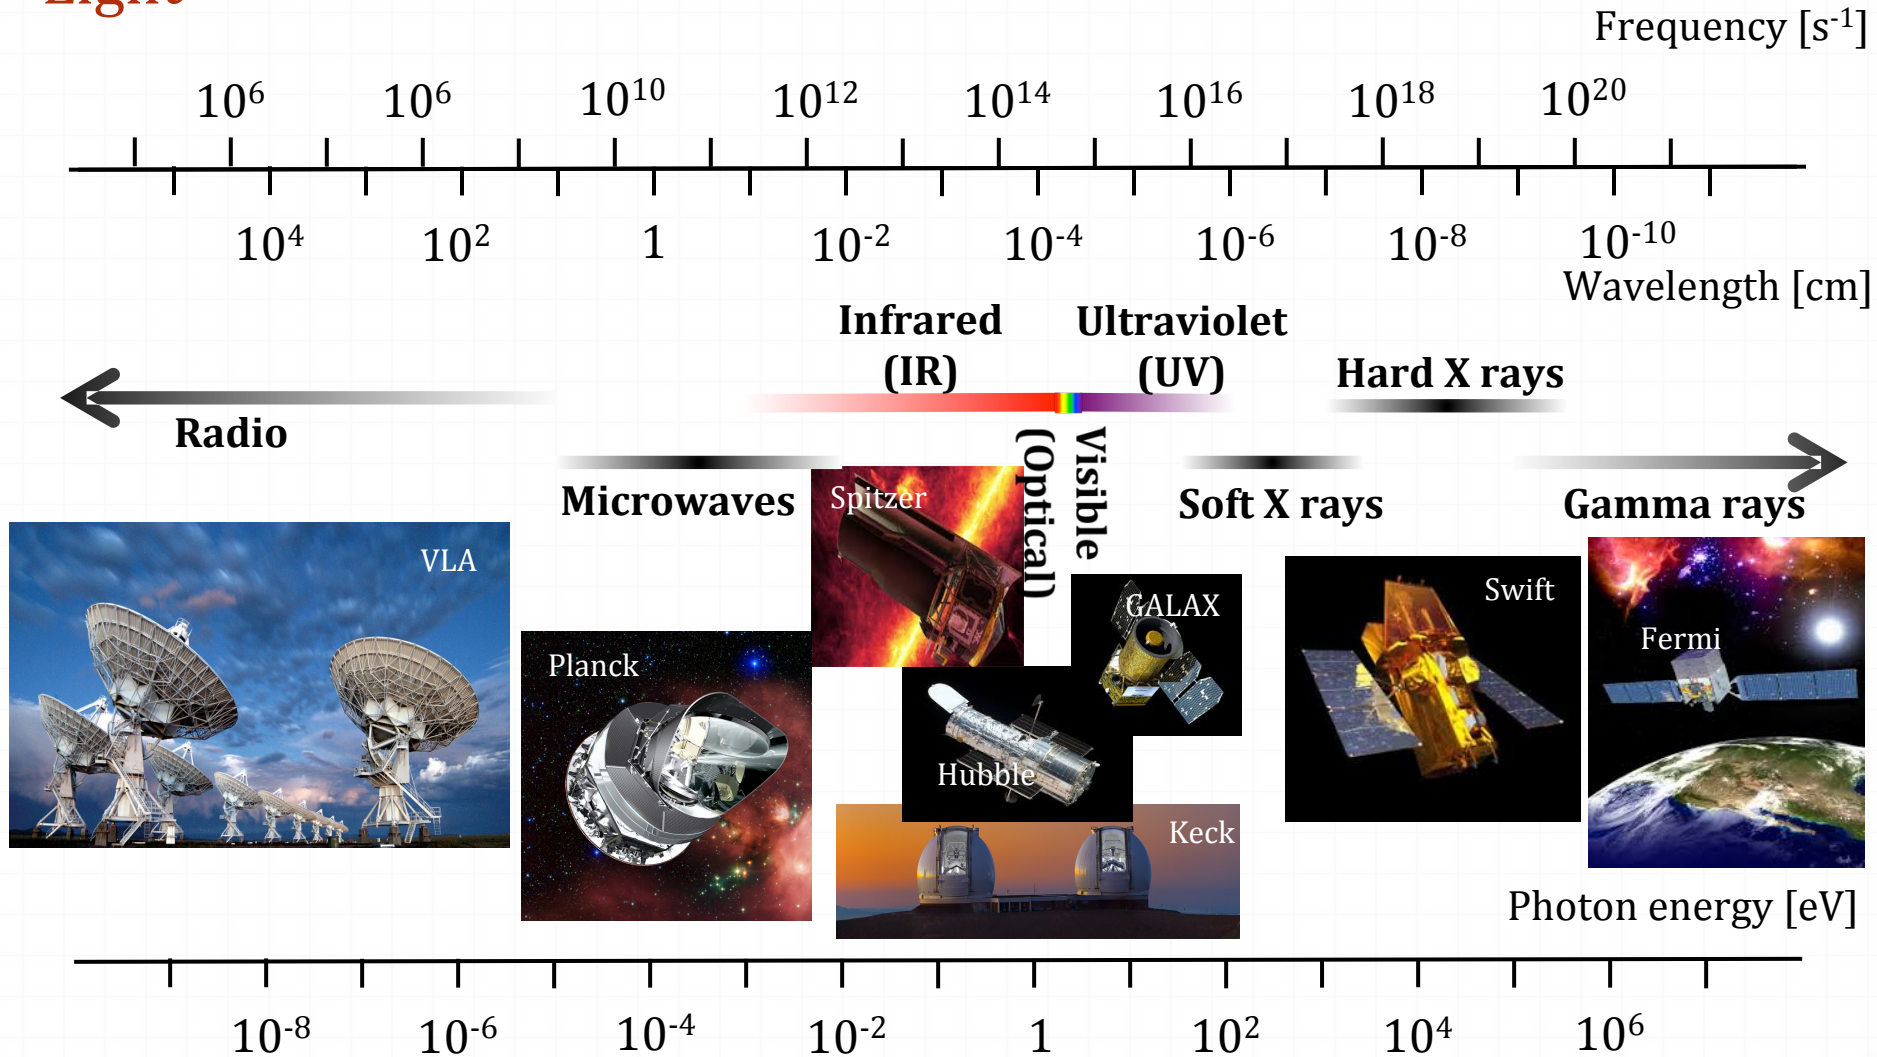 Light
Frequency [s⁻¹]
10⁶ 10⁶ 10¹⁰ 10¹² 10¹⁴ 10¹⁶ 10¹⁸ 10²⁰
10⁴ 10² 1 10⁻² 10⁻⁴ 10⁻⁶ 10⁻⁸ 10⁻¹⁰
Wavelength [cm]
Infrared
(IR)
Ultraviolet
(UV)
Hard X rays
Radio
Visible
(Optical)
Microwaves
Soft X rays
Gamma rays
VLA
Planck
Spitzer
GALAX
Hubble
Keck
Swift
Fermi
Photon energy [eV]
10⁻⁸ 10⁻⁶ 10⁻⁴ 10⁻² 1 10² 10⁴ 10⁶